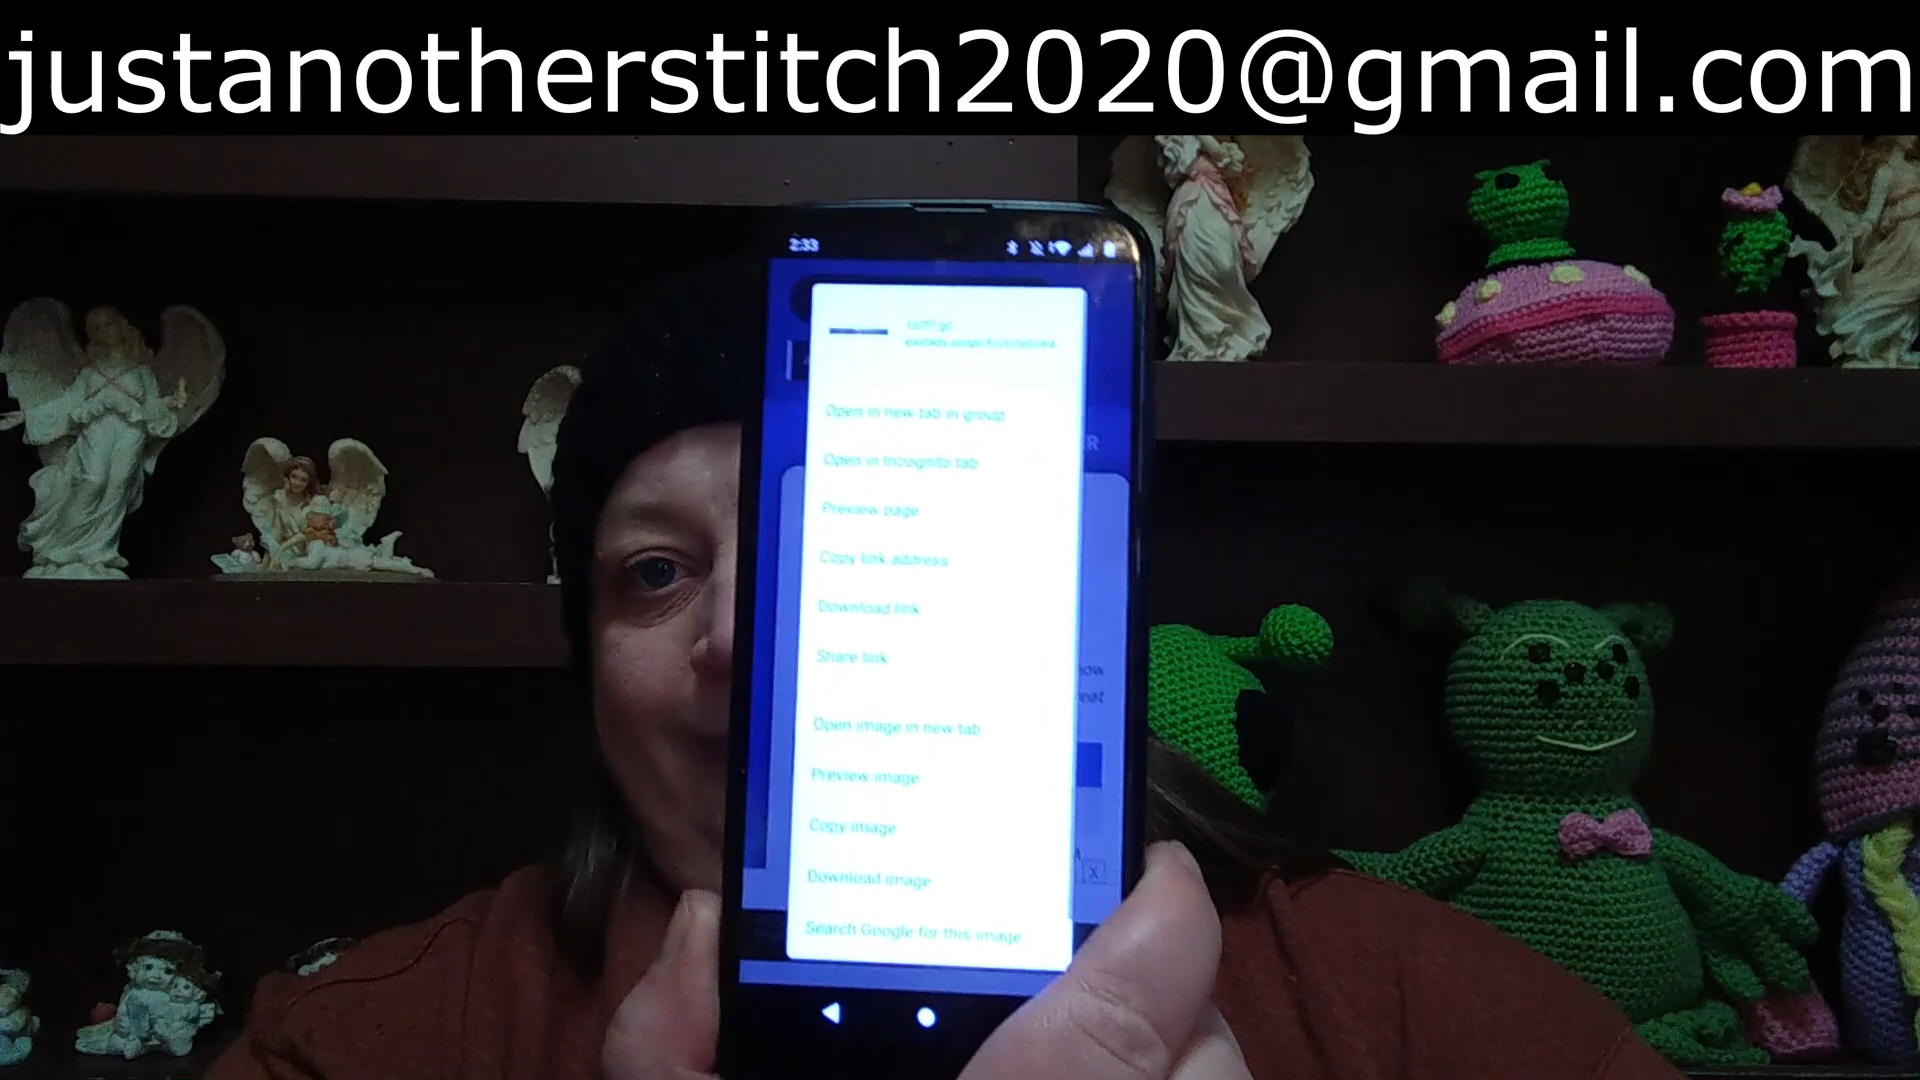 justanotherstitch2020@gmail.com
2:33
Open in new tab in group
Open in Incognito tab
Preview page
Copy link address
Download link
Share link
Open image in new tab
Preview image
Copy image
Download image
Search Google for this image
X